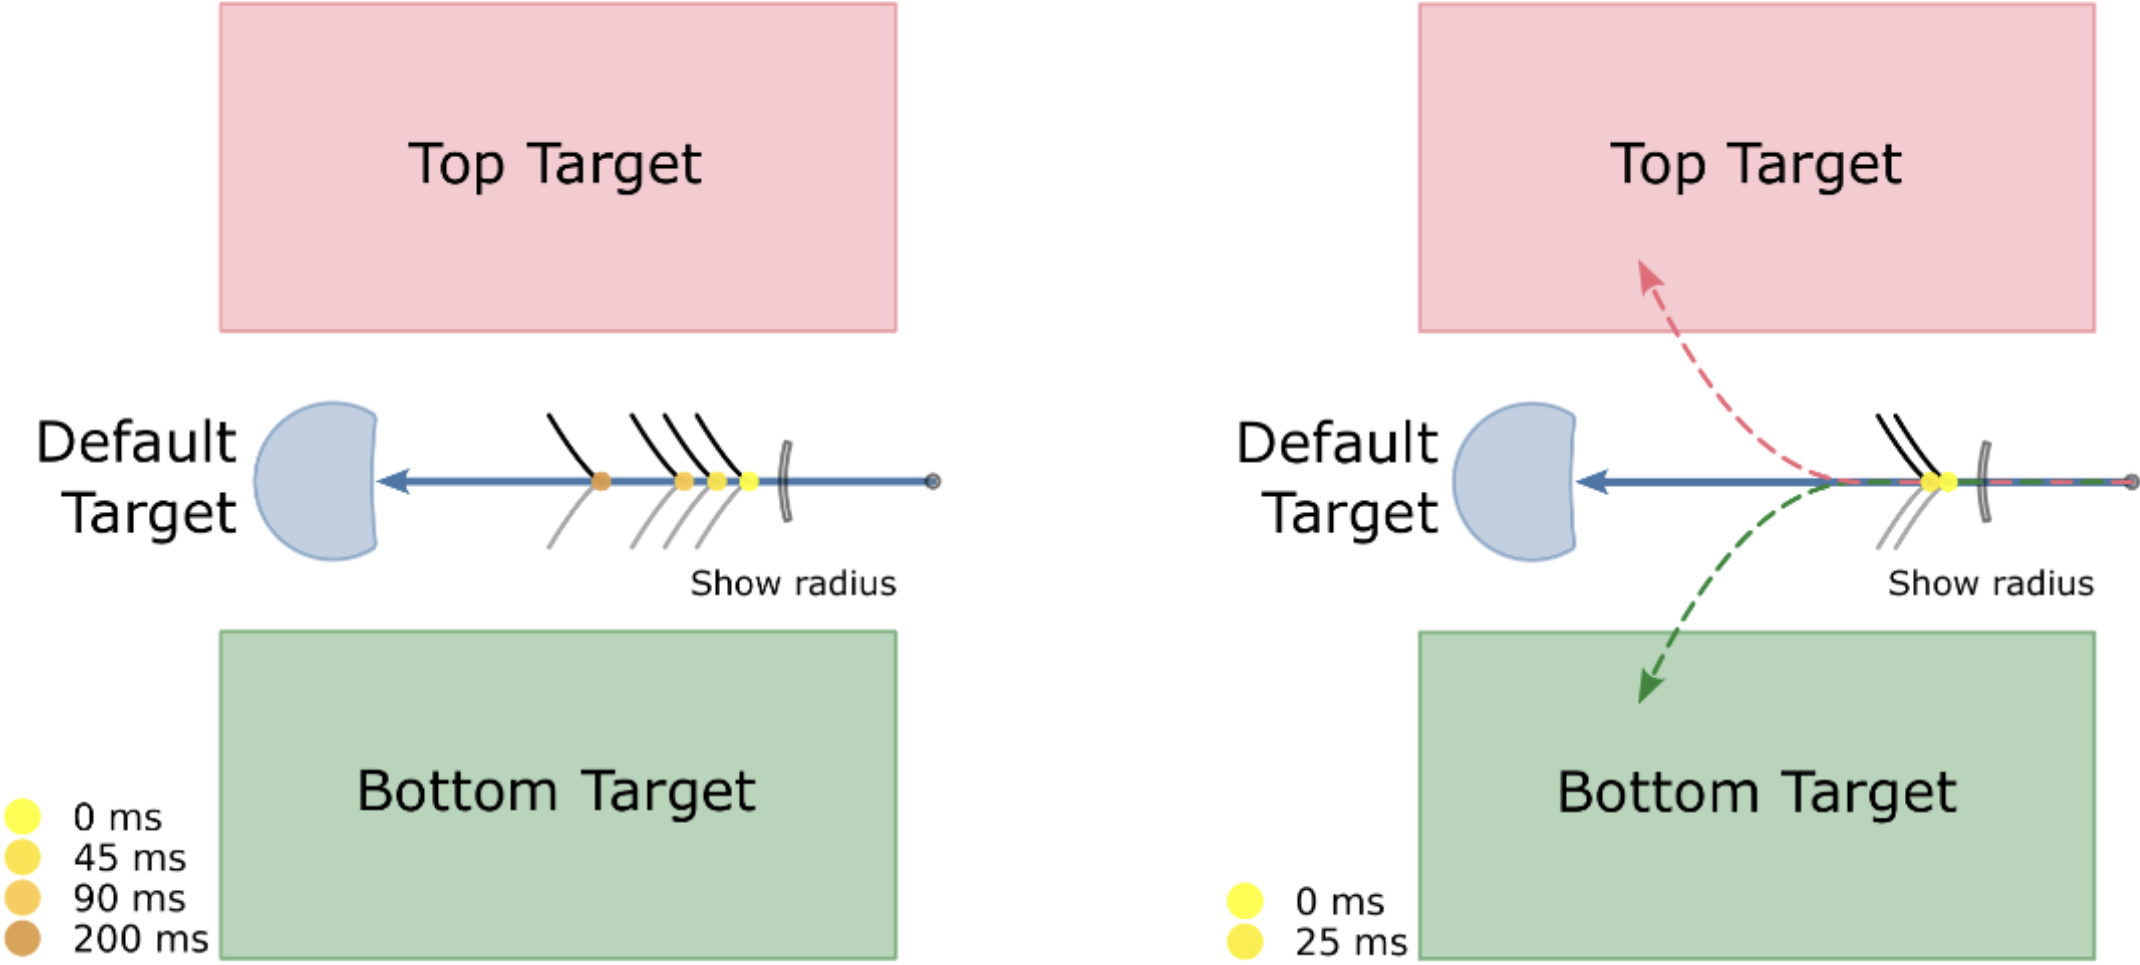 Top Target
Default
Target
Show radius
Bottom Target
0 ms
45 ms
90 ms
200 ms
Top Target
Default
Target
Show radius
Bottom Target
0 ms
25 ms